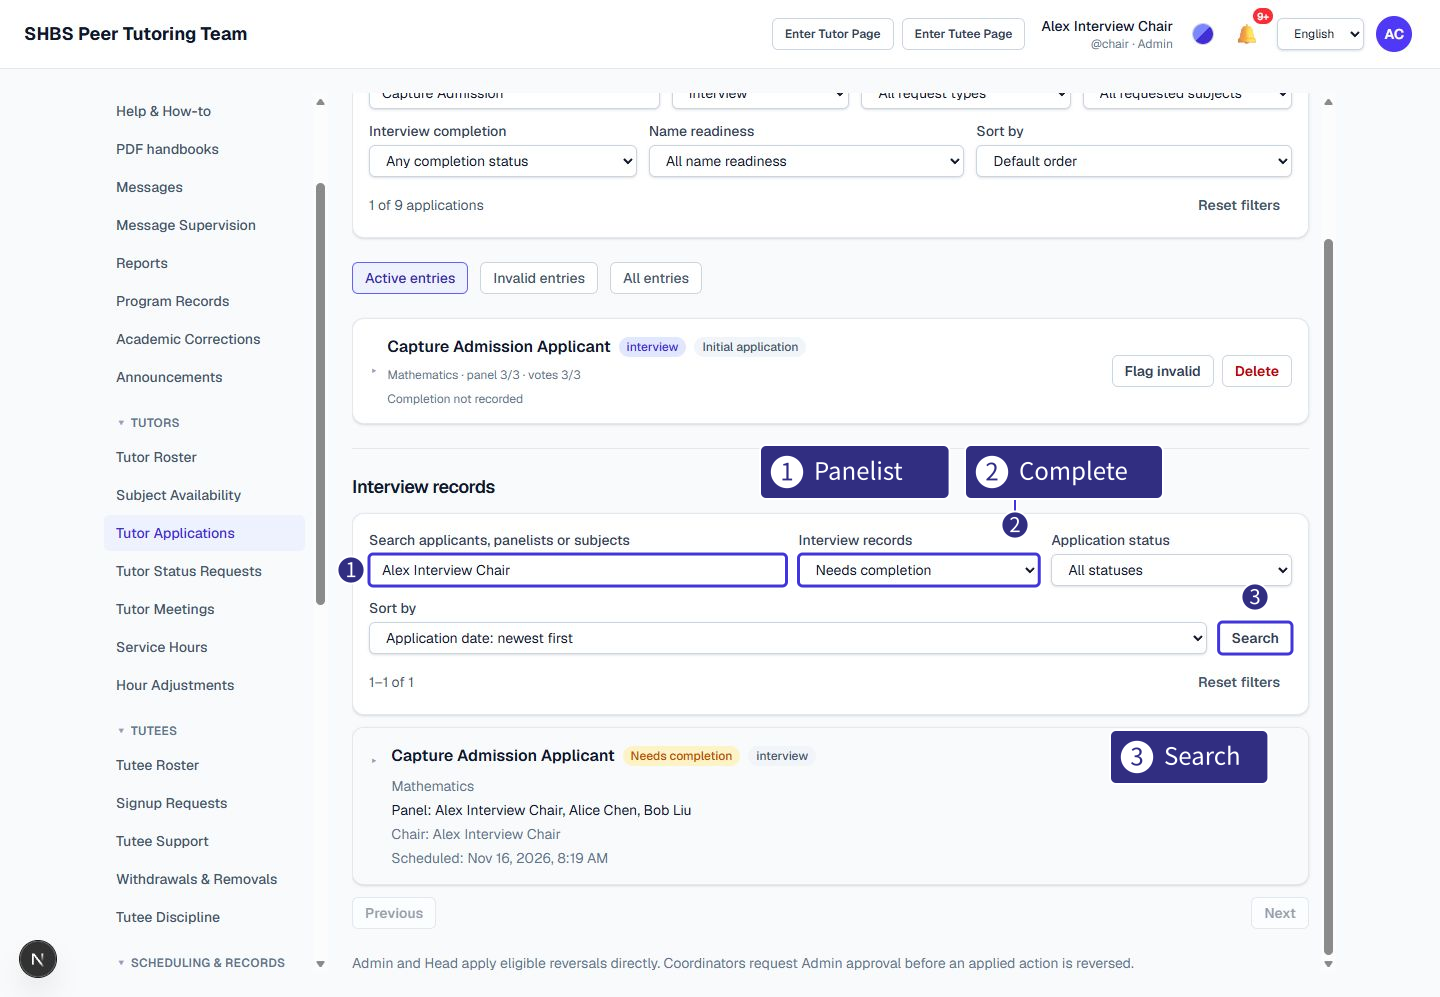 SHBS Peer Tutoring Team
Enter Tutor Page
Enter Tutee Page
Alex Interview Chair
@chair · Admin
9+
English
AC
Help & How-to
PDF handbooks
Messages
Message Supervision
Reports
Program Records
Academic Corrections
Announcements
TUTORS
Tutor Roster
Subject Availability
Tutor Applications
Tutor Status Requests
Tutor Meetings
Service Hours
Hour Adjustments
TUTEES
Tutee Roster
Signup Requests
Tutee Support
Withdrawals & Removals
Tutee Discipline
SCHEDULING & RECORDS
N
Capture Admission
interview
All request types
All requested subjects
Interview completion
Name readiness
Sort by
Any completion status
All name readiness
Default order
1 of 9 applications
Reset filters
Active entries
Invalid entries
All entries
Capture Admission Applicant
interview
Initial application
Mathematics · panel 3/3 · votes 3/3
Completion not recorded
Flag invalid
Delete
1 Panelist
2 Complete
Interview records
2
Search applicants, panelists or subjects
Interview records
Application status
1
Alex Interview Chair
Needs completion
All statuses
3
Sort by
Application date: newest first
Search
1–1 of 1
Reset filters
Capture Admission Applicant
Needs completion
interview
3 Search
Mathematics
Panel: Alex Interview Chair, Alice Chen, Bob Liu
Chair: Alex Interview Chair
Scheduled: Nov 16, 2026, 8:19 AM
Previous
Next
Admin and Head apply eligible reversals directly. Coordinators request Admin approval before an applied action is reversed.